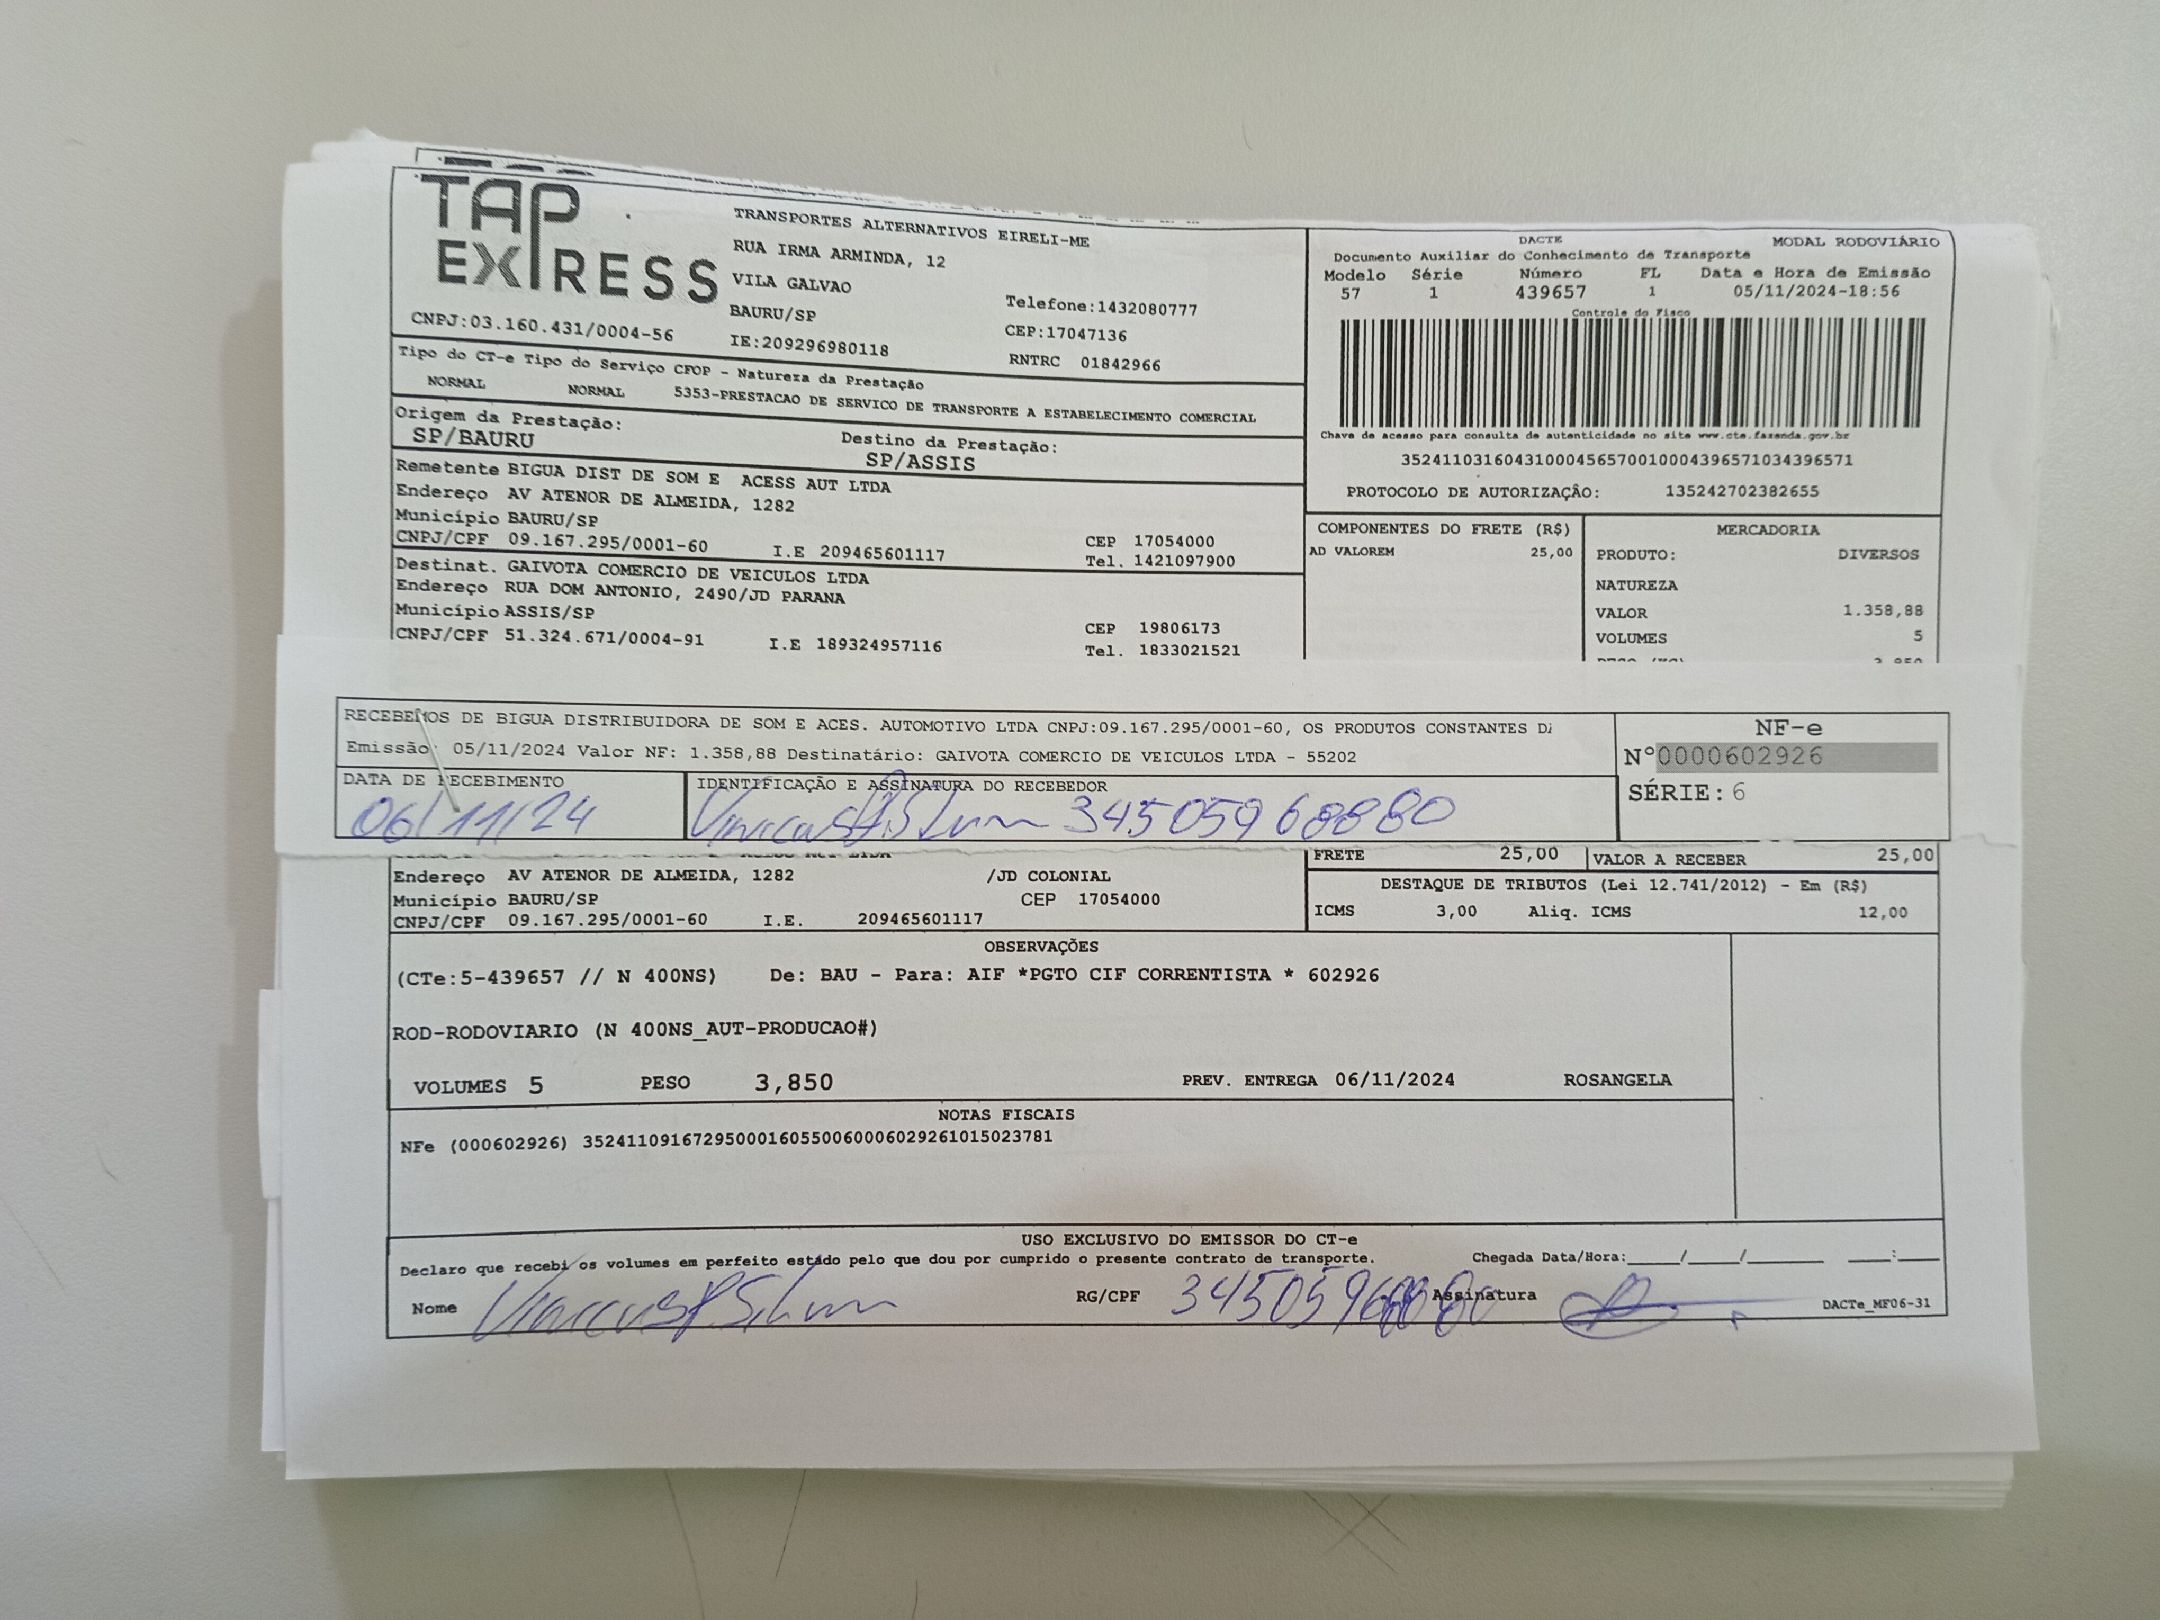 TAP
EXPRESS
TRANSPORTES ALTERNATIVOS EIRELI-ME
RUA IRMA ARMINDA, 12
VILA GALVAO
BAURU/SP
Telefone:1432080777
CEP:17047136
CNPJ:03.160.431/0004-56
IE:209296980118
RNTRC 01842966
DACTE
MODAL RODOVIÁRIO
Documento Auxiliar do Conhecimento de Transporte
Modelo Série Número FL Data e Hora de Emissão
57 1 439657 1 05/11/2024-18:56
Controle do Fisco
Chave de acesso para consulta de autenticidade no site www.cte.fazenda.gov.br
35241103160431000456570010004396571034396571
PROTOCOLO DE AUTORIZAÇÂO: 135242702382655
Tipo do CT-e Tipo do Serviço CFOP - Natureza da Prestação
NORMAL NORMAL 5353-PRESTACAO DE SERVICO DE TRANSPORTE A ESTABELECIMENTO COMERCIAL
Origem da Prestação:
SP/BAURU
Destino da Prestação:
SP/ASSIS
Remetente BIGUA DIST DE SOM E ACESS AUT LTDA
Endereço AV ATENOR DE ALMEIDA, 1282
Município BAURU/SP
CEP 17054000
CNPJ/CPF 09.167.295/0001-60 I.E 209465601117
Tel. 1421097900
Destinat. GAIVOTA COMERCIO DE VEICULOS LTDA
Endereço RUA DOM ANTONIO, 2490/JD PARANA
Município ASSIS/SP
CEP 19806173
CNPJ/CPF 51.324.671/0004-91 I.E 189324957116
Tel. 1833021521
COMPONENTES DO FRETE (R$)
AD VALOREM 25,00
MERCADORIA
PRODUTO: DIVERSOS
NATUREZA
VALOR 1.358,88
VOLUMES 5
RECEBEMOS DE BIGUA DISTRIBUIDORA DE SOM E ACES. AUTOMOTIVO LTDA CNPJ:09.167.295/0001-60, OS PRODUTOS CONSTANTES
Emissão: 05/11/2024 Valor NF: 1.358,88 Destinatário: GAIVOTA COMERCIO DE VEICULOS LTDA - 55202
NF-e
Nº0000602926
SÉRIE: 6
DATA DE RECEBIMENTO
06/11/24
IDENTIFICAÇÃO E ASSINATURA DO RECEBEDOR
34505968880
FRETE 25,00 VALOR A RECEBER 25,00
Endereço AV ATENOR DE ALMEIDA, 1282 /JD COLONIAL
Município BAURU/SP CEP 17054000
CNPJ/CPF 09.167.295/0001-60 I.E. 209465601117
DESTAQUE DE TRIBUTOS (Lei 12.741/2012) - Em (R$)
ICMS 3,00 Aliq. ICMS 12,00
OBSERVAÇÕES
(CTe:5-439657 // N 400NS) De: BAU - Para: AIF *PGTO CIF CORRENTISTA * 602926
ROD-RODOVIARIO (N 400NS_AUT-PRODUCAO#)
VOLUMES 5 PESO 3,850 PREV. ENTREGA 06/11/2024 ROSANGELA
NOTAS FISCAIS
NFe (000602926) 35241109167295000160550060006029261015023781
USO EXCLUSIVO DO EMISSOR DO CT-e
Declaro que recebi os volumes em perfeito estado pelo que dou por cumprido o presente contrato de transporte. Chegada Data/Hora:____/____/______ ____:____
Nome RG/CPF Assinatura
DACTe_MF06-31